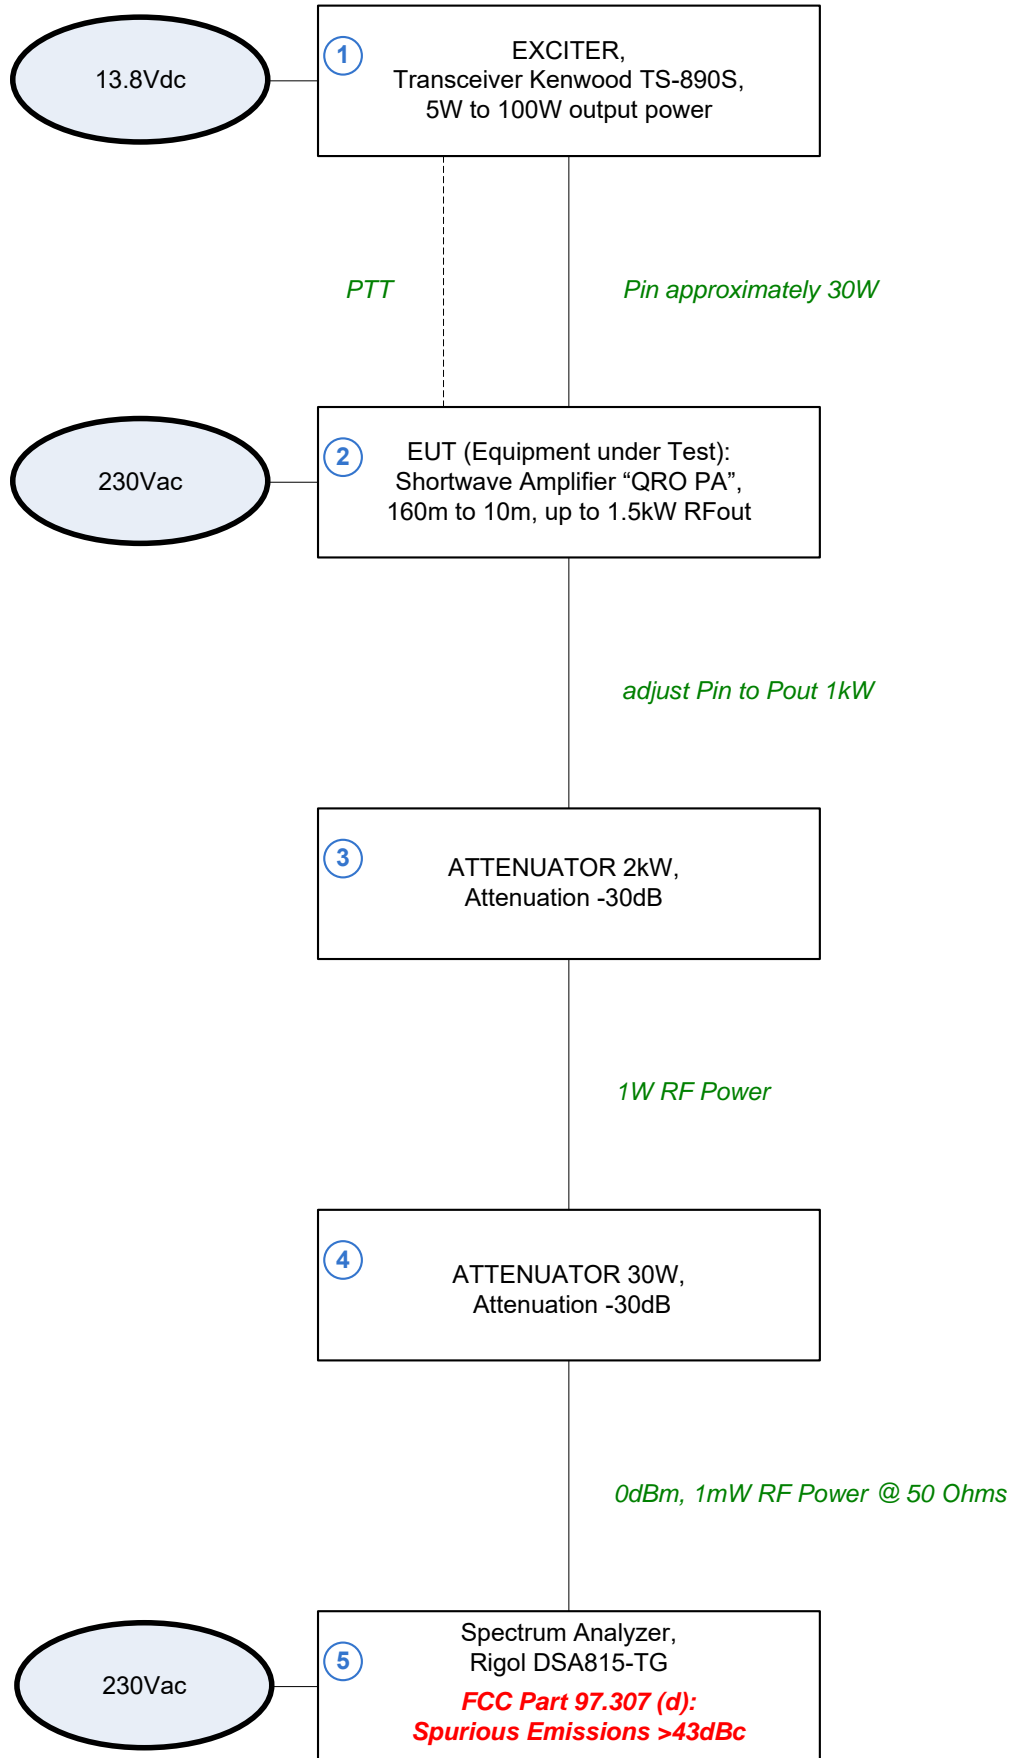 13.8Vdc
1
EXCITER,
Transceiver Kenwood TS-890S,
5W to 100W output power
PTT
Pin approximately 30W
230Vac
2
EUT (Equipment under Test):
Shortwave Amplifier “QRO PA”,
160m to 10m, up to 1.5kW RFout
adjust Pin to Pout 1kW
3
ATTENUATOR 2kW,
Attenuation -30dB
1W RF Power
4
ATTENUATOR 30W,
Attenuation -30dB
0dBm, 1mW RF Power @ 50 Ohms
230Vac
5
Spectrum Analyzer,
Rigol DSA815-TG
FCC Part 97.307 (d):
Spurious Emissions >43dBc